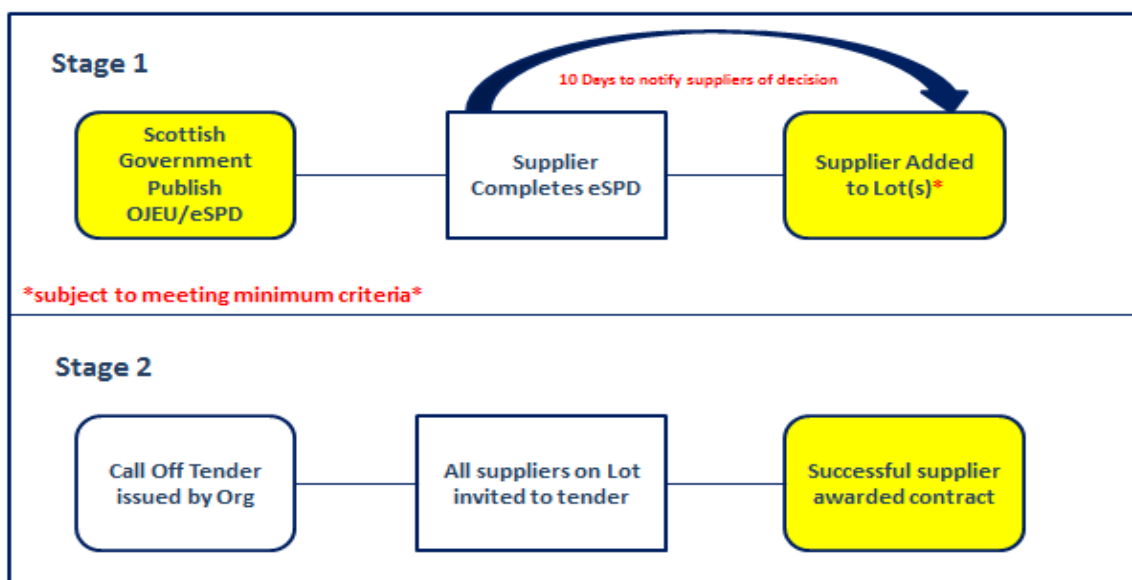 Stage 1
10 Days to notify suppliers of decision
Scottish
Government
Publish
OJEU/eSPD
Supplier
Completes eSPD
Supplier Added
to Lot(s)*
*subject to meeting minimum criteria*
Stage 2
Call Off Tender
issued by Org
All suppliers on Lot
invited to tender
Successful supplier
awarded contract